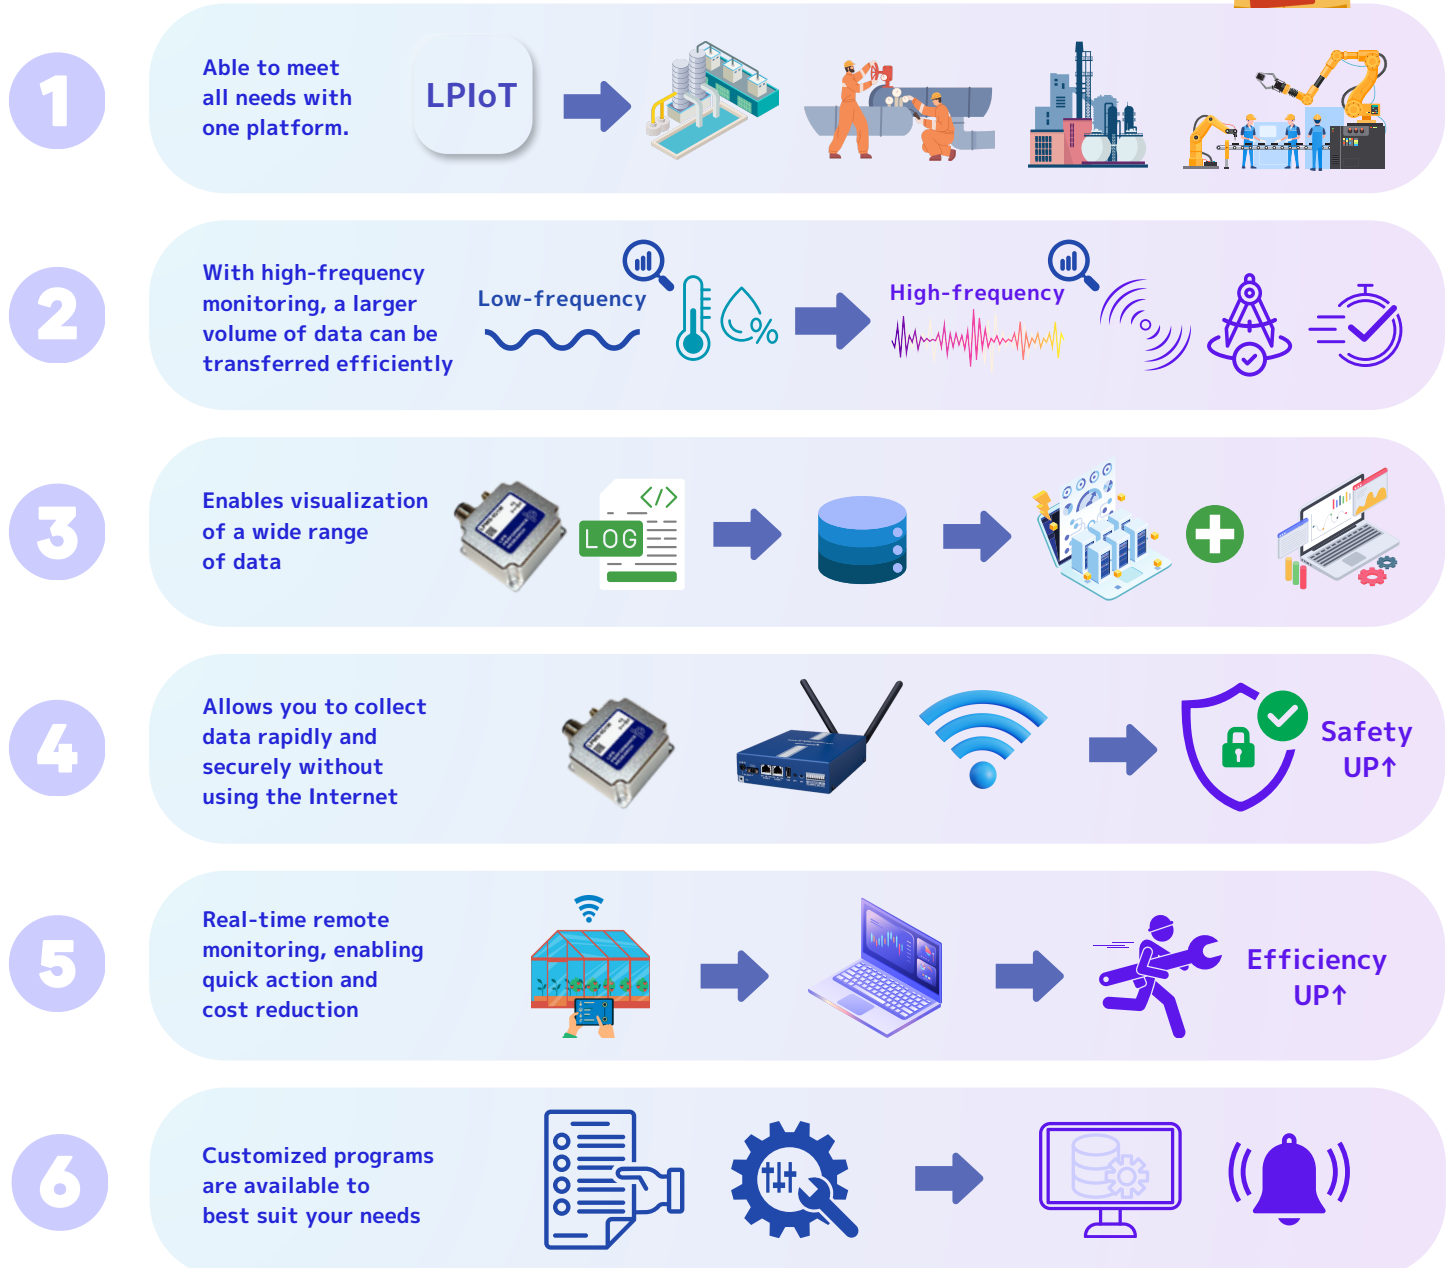 1
Able to meet
all needs with
one platform.
LPIoT
2
With high-frequency
monitoring, a larger
volume of data can be
transferred efficiently
Low-frequency
%
High-frequency
3
Enables visualization
of a wide range
of data
</>
LOG
4
Allows you to collect
data rapidly and
securely without
using the Internet
Safety
UP↑
5
Real-time remote
monitoring, enabling
quick action and
cost reduction
Efficiency
UP↑
6
Customized programs
are available to
best suit your needs